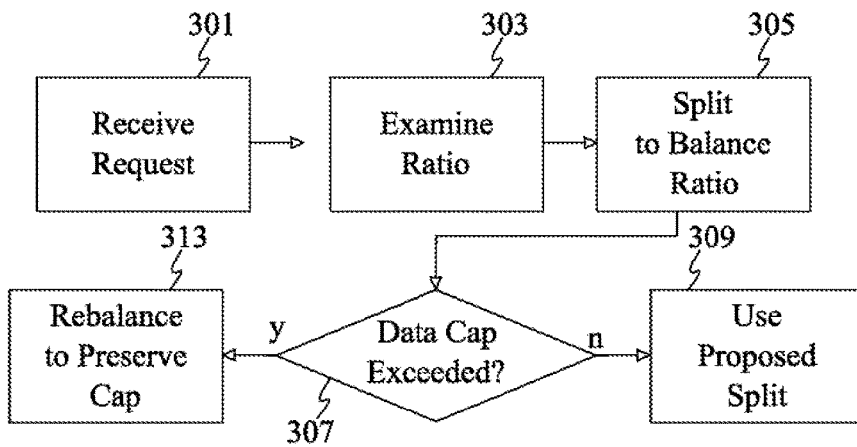 301
Receive
Request
303
Examine
Ratio
305
Split
to Balance
Ratio
313
Rebalance
to Preserve
Cap
y
Data Cap
Exceeded?
n
307
309
Use
Proposed
Split